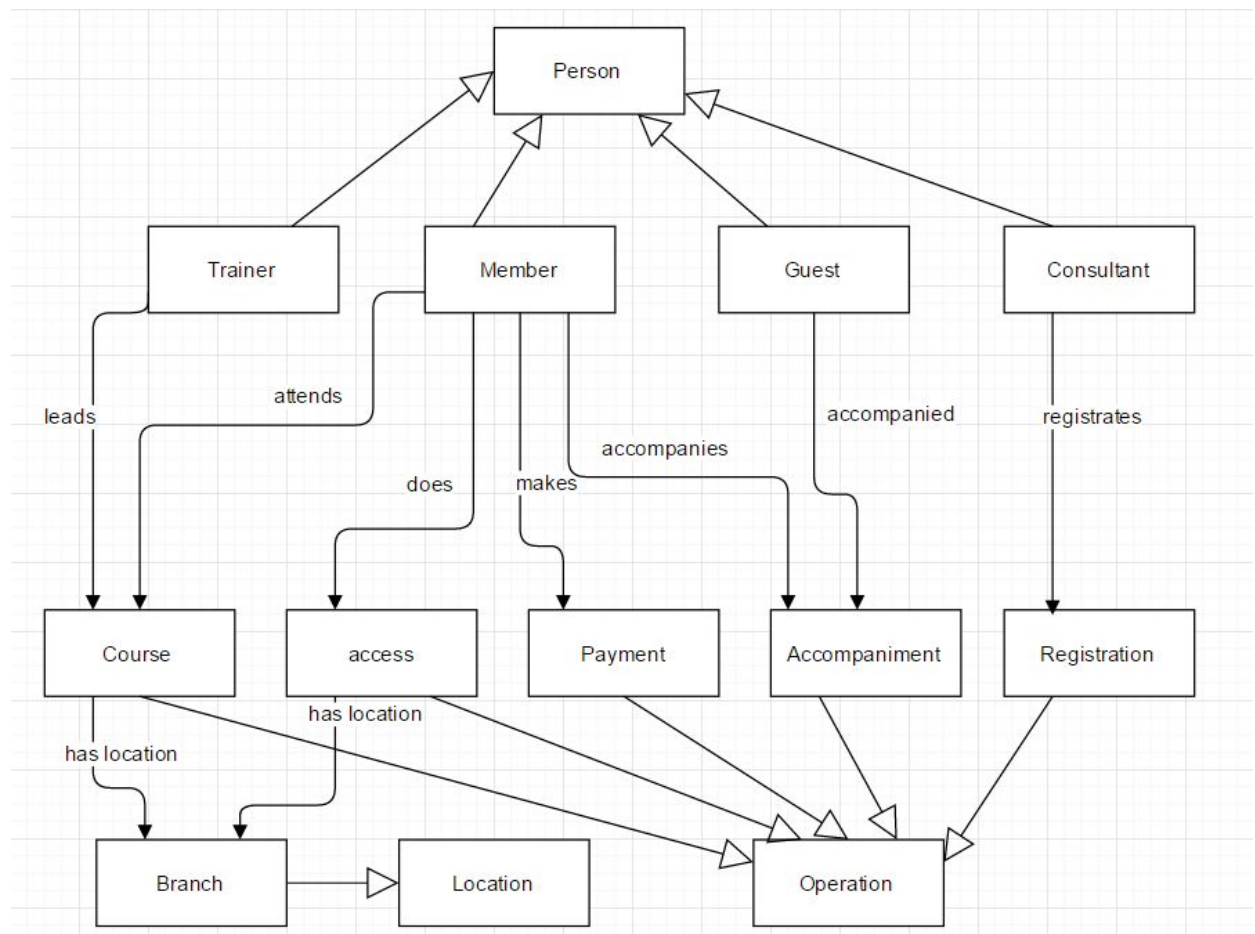 Person
Trainer
Member
Guest
Consultant
attends
leads
accompanied
registrates
accompanies
does
makes
Course
access
Payment
Accompaniment
Registration
has location
has location
Branch
Location
Operation